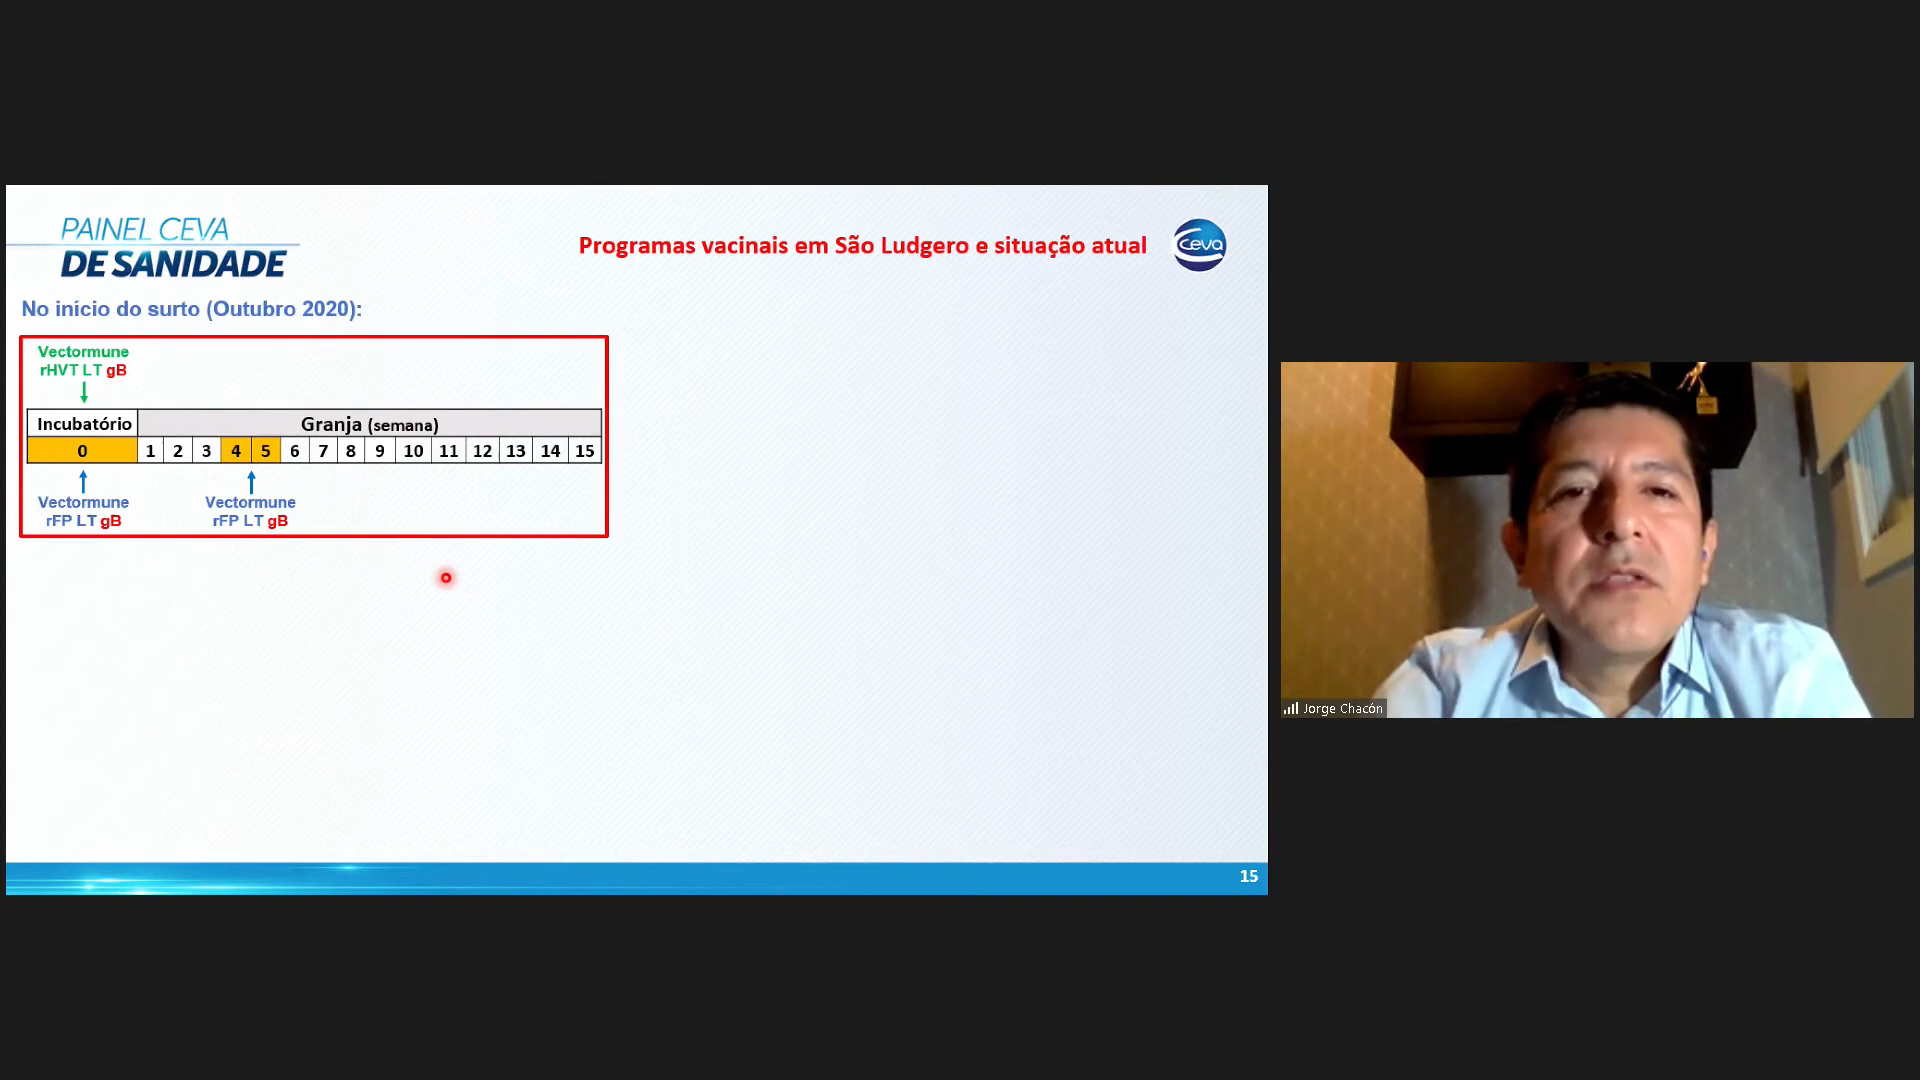 PAINEL CEVA
DE SANIDADE
Programas vacinais em São Ludgero e situação atual
Ceva
No início do surto (Outubro 2020):
Vectormune
rHVT LT gB
Incubatório Granja (semana)
0 1 2 3 4 5 6 7 8 9 10 11 12 13 14 15
Vectormune Vectormune
rFP LT gB rFP LT gB
15
Jorge Chacón